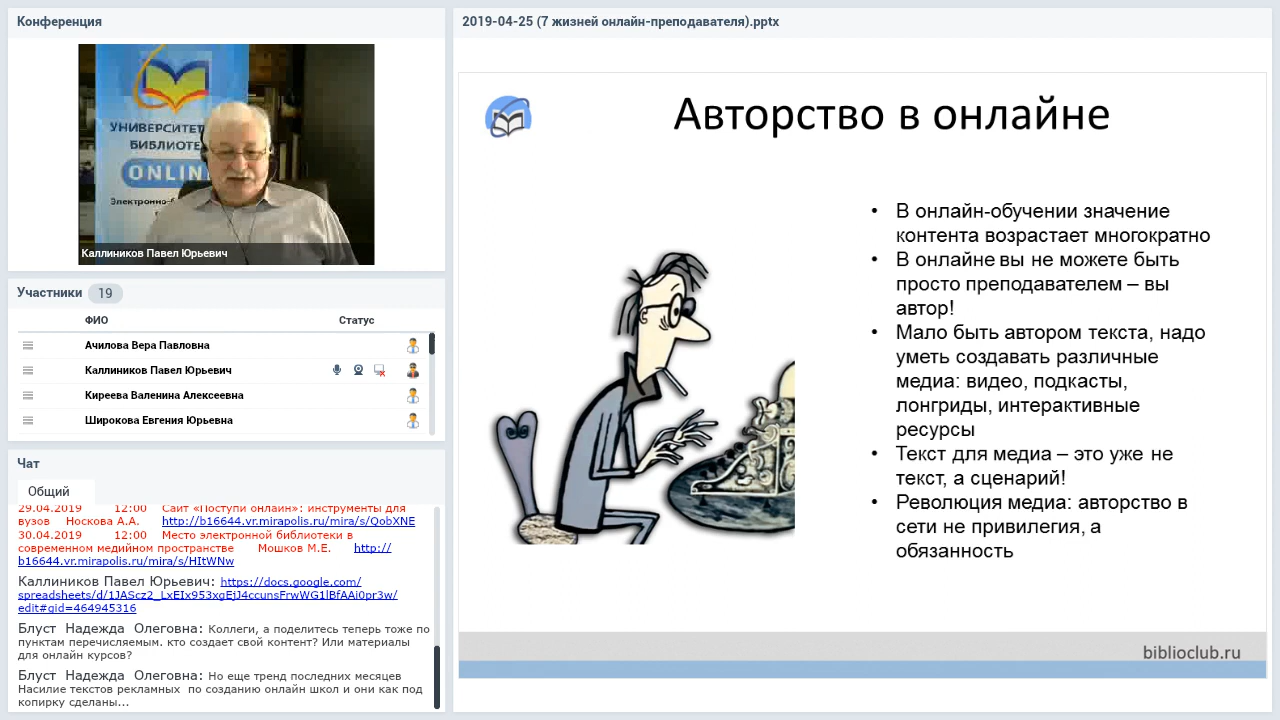 Конференция
УНИВЕРСИТЕТ
БИБЛИОТЕ
ONLIN
Электронно-б
Каллиников Павел Юрьевич
Участники 19
ФИО Статус
Ачилова Вера Павловна
Каллиников Павел Юрьевич
Киреева Валенина Алексеевна
Широкова Евгения Юрьевна
Чат
Общий
29.04.2019 12:00 Сайт «Поступи онлайн»: инструменты для
вузов Носкова А.А. http://b16644.vr.mirapolis.ru/mira/s/QobXNE
30.04.2019 12:00 Место электронной библиотеки в
современном медийном пространстве Мошков М.Е. http://
b16644.vr.mirapolis.ru/mira/s/HItWNw
Каллиников Павел Юрьевич: https://docs.google.com/
spreadsheets/d/1JAScz2_LxEIx953xgEjJ4ccunsFrwWG1lBfAAi0pr3w/
edit#gid=464945316
Блуст Надежда Олеговна: Коллеги, а поделитесь теперь тоже по
пунктам перечисляемым. кто создает свой контент? Или материалы
для онлайн курсов?
Блуст Надежда Олеговна: Но еще тренд последних месяцев
Насилие текстов рекламных по созданию онлайн школ и они как под
копирку сделаны...
2019-04-25 (7 жизней онлайн-преподавателя).pptx
Авторство в онлайне
• В онлайн-обучении значение
контента возрастает многократно
• В онлайне вы не можете быть
просто преподавателем – вы
автор!
• Мало быть автором текста, надо
уметь создавать различные
медиа: видео, подкасты,
лонгриды, интерактивные
ресурсы
• Текст для медиа – это уже не
текст, а сценарий!
• Революция медиа: авторство в
сети не привилегия, а
обязанность
biblioclub.ru